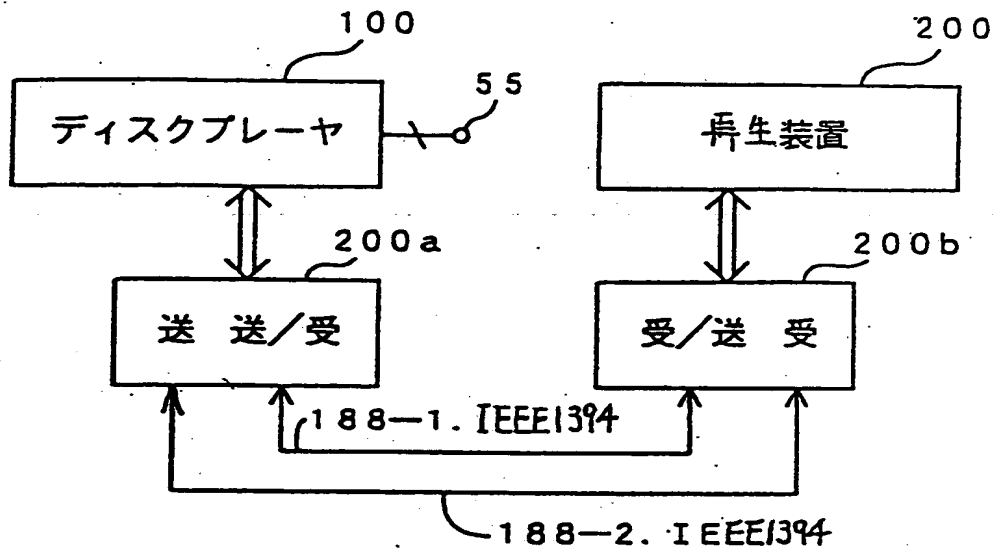 100
200
55
ディスクプレーヤ
再生装置
200a
200b
送 送/受
受/送 受
188-1. IEEE1394
188-2. IEEE1394